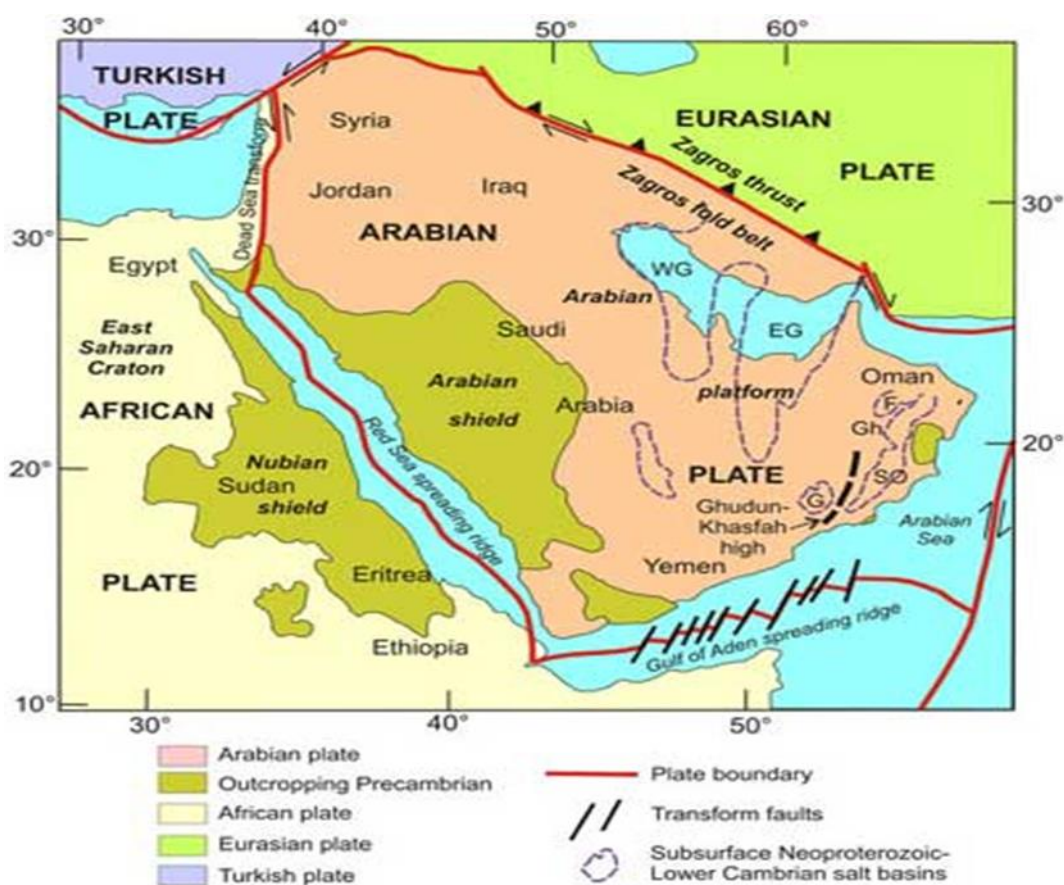 30° 40° 50° 60°
TURKISH
PLATE
Syria
EURASIAN
PLATE
Dead Sea transform
Zagros thrust
Zagros fold belt
Jordan
Iraq
30°
30°
ARABIAN
Egypt
WG
Arabian
EG
East
Saharan
Craton
Saudi
Arabian
shield
platform
Oman
F
AFRICAN
Arabia
Gh
Red Sea spreading ridge
20°
20°
Nubian
Sudan
shield
PLATE
SO
G
Ghudun-
Khasfah
high
Arabian
Sea
PLATE
Eritrea
Yemen
Ethiopia
Gulf of Aden spreading ridge
10°
30° 40° 50°
Arabian plate
Outcropping Precambrian
African plate
Eurasian plate
Turkish plate
Plate boundary
Transform faults
Subsurface Neoproterozoic-
Lower Cambrian salt basins